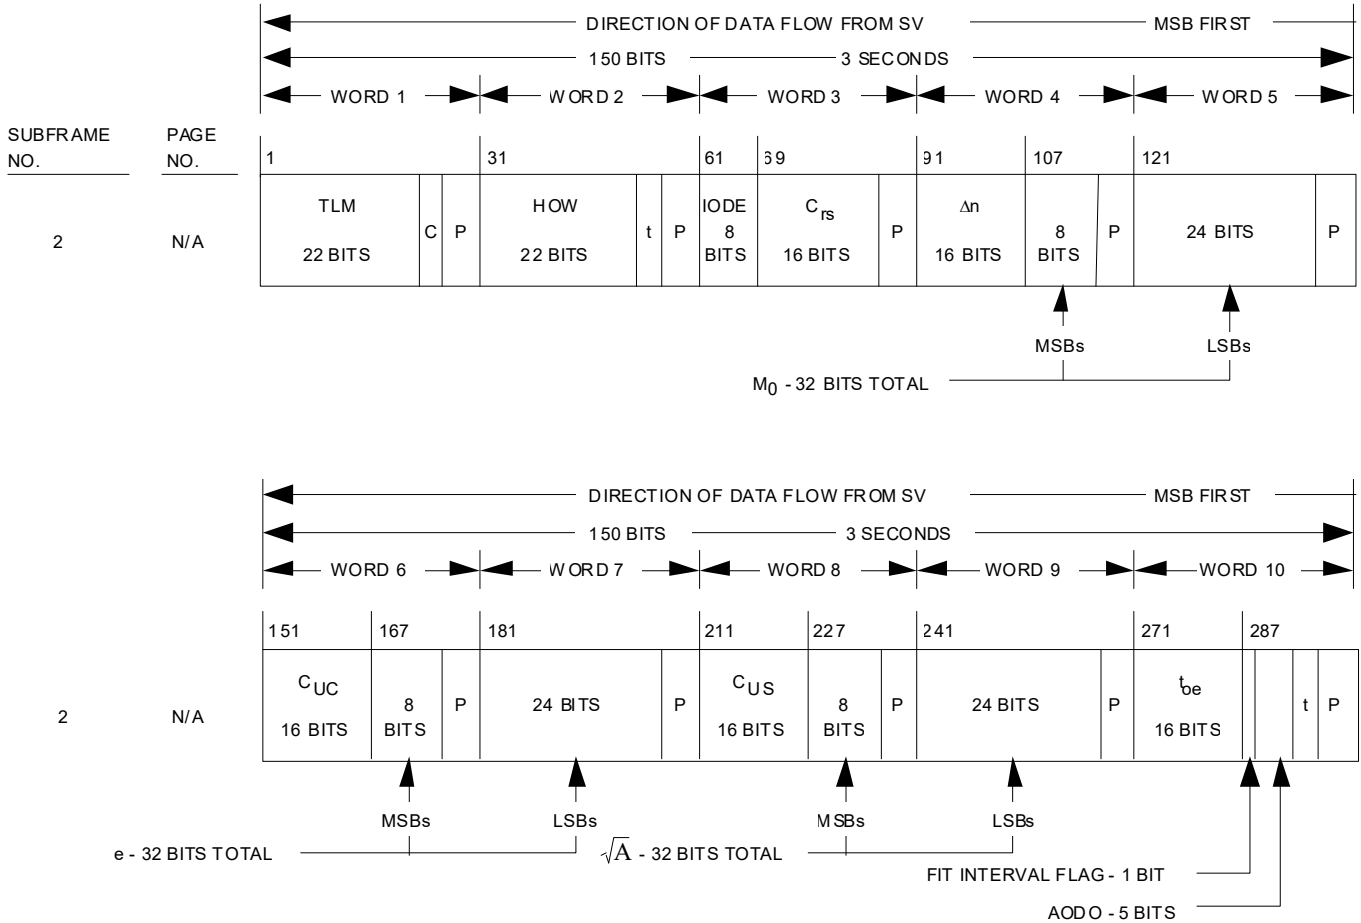 DIRECTION OF DATA FLOW FROM SV MSB FIRST
150 BITS 3 SECONDS
WORD 1 WORD 2 WORD 3 WORD 4 WORD 5
SUBFRAME NO. PAGE NO.
1 31 61 69 91 107 121
2 N/A
TLM 22 BITS C P HOW 22 BITS t P IODE 8 BITS Crs 16 BITS P Δn 16 BITS 8 BITS P 24 BITS P
MSBs LSBs
M0 - 32 BITS TOTAL
DIRECTION OF DATA FLOW FROM SV MSB FIRST
150 BITS 3 SECONDS
WORD 6 WORD 7 WORD 8 WORD 9 WORD 10
151 167 181 211 227 241 271 287
2 N/A
CUC 16 BITS 8 BITS P 24 BITS P CUS 16 BITS 8 BITS P 24 BITS P toe 16 BITS t P
MSBs LSBs MSBs LSBs
e - 32 BITS TOTAL √A - 32 BITS TOTAL
FIT INTERVAL FLAG - 1 BIT
AODO - 5 BITS